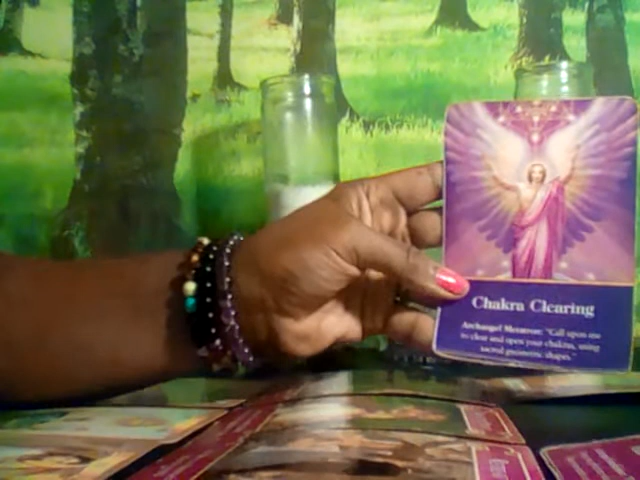 Chakra Clearing
Archangel Metatron: "Call upon me
to clear and open your chakras, using
sacred geometric shapes."